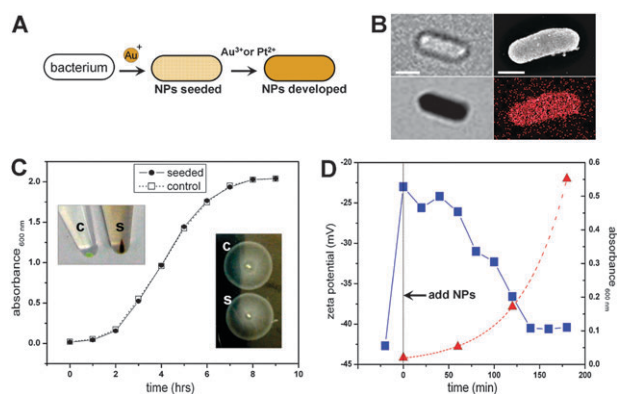 A
bacterium
Au+
NPs seeded
Au3+or Pt2+
NPs developed
B
C
seeded
control
absorbance 600 nm
2.0
1.5
1.0
0.5
0.0
0 2 4 6 8 10
time (hrs)
C S
C
S
D
zeta potential (mV)
-20
-25
-30
-35
-40
-45
add NPs
0 50 100 150 200
time (min)
0.6
0.5
0.4
0.3
0.2
0.1
0.0
absorbance 600 nm